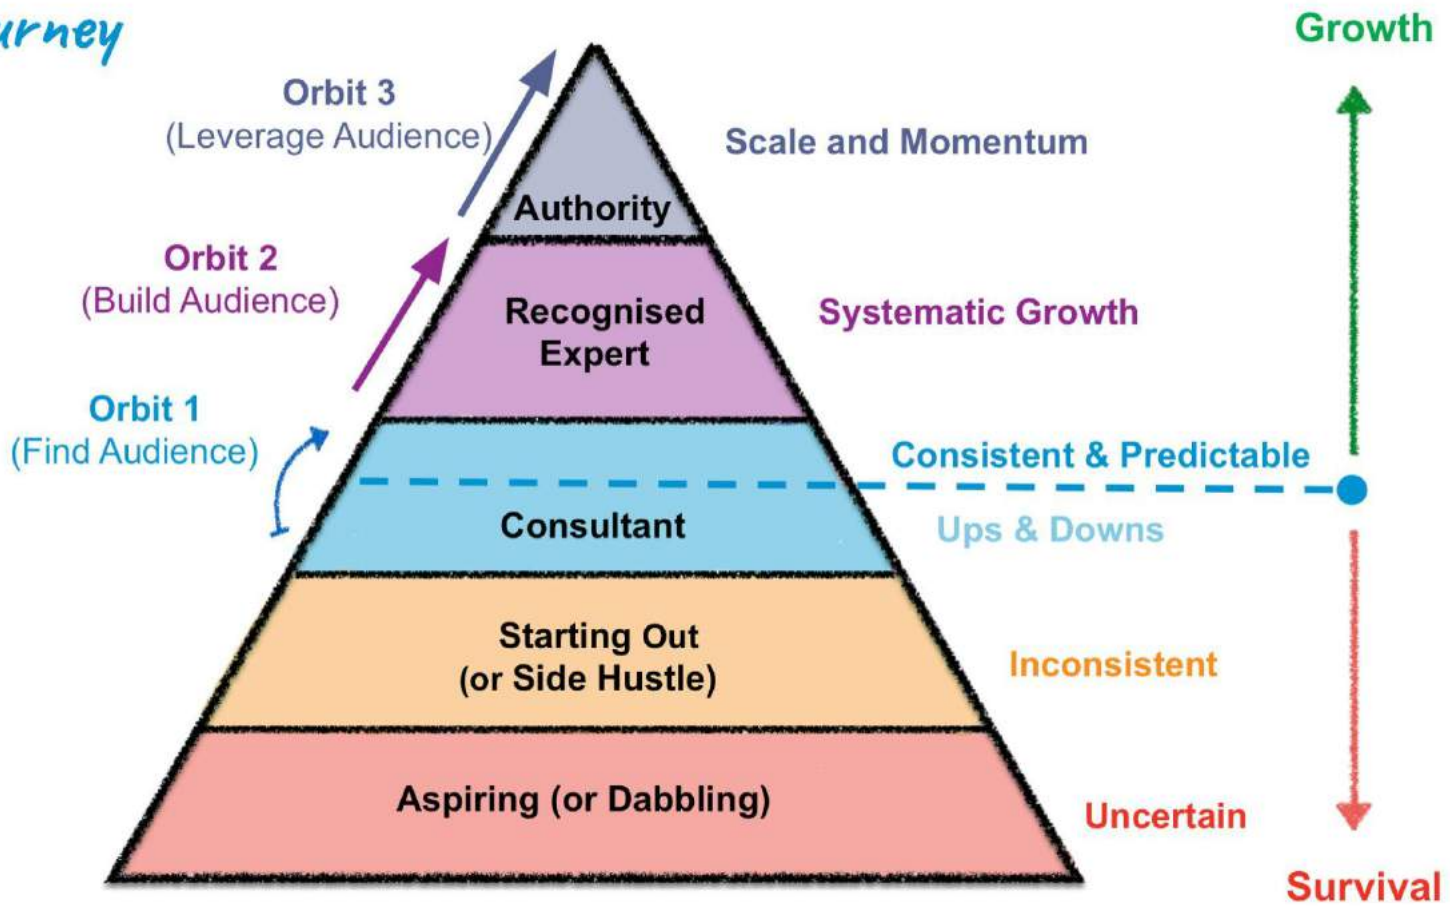 urney
Growth
Orbit 3
(Leverage Audience)
Scale and Momentum
Authority
Orbit 2
(Build Audience)
Recognised
Expert
Systematic Growth
Orbit 1
(Find Audience)
Consistent & Predictable
Consultant
Ups & Downs
Starting Out
(or Side Hustle)
Inconsistent
Aspiring (or Dabbling)
Uncertain
Survival